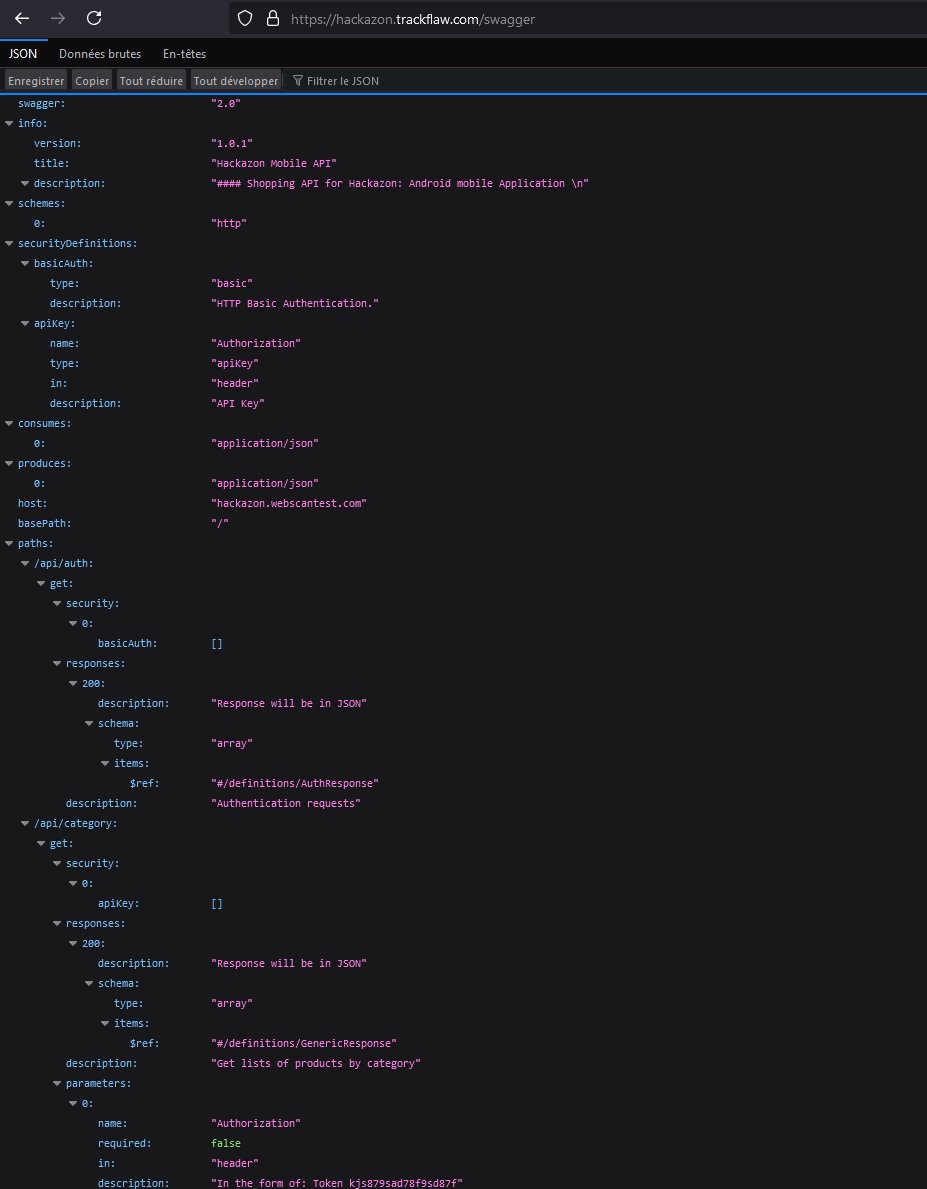 https://hackazon.trackflaw.com/swagger
JSON Données brutes En-têtes
Enregistrer Copier Tout réduire Tout développer Filtrer le JSON
swagger: "2.0"
info:
version: "1.0.1"
title: "Hackazon Mobile API"
description: "#### Shopping API for Hackazon: Android mobile Application \n"
schemes:
0: "http"
securityDefinitions:
basicAuth:
type: "basic"
description: "HTTP Basic Authentication."
apiKey:
name: "Authorization"
type: "apiKey"
in: "header"
description: "API Key"
consumes:
0: "application/json"
produces:
0: "application/json"
host: "hackazon.webscantest.com"
basePath: "/"
paths:
/api/auth:
get:
security:
0:
basicAuth: []
responses:
200:
description: "Response will be in JSON"
schema:
type: "array"
items:
$ref: "#/definitions/AuthResponse"
description: "Authentication requests"
/api/category:
get:
security:
0:
apiKey: []
responses:
200:
description: "Response will be in JSON"
schema:
type: "array"
items:
$ref: "#/definitions/GenericResponse"
description: "Get lists of products by category"
parameters:
0:
name: "Authorization"
required: false
in: "header"
description: "In the form of: Token kjs879sad78f9sd87f"